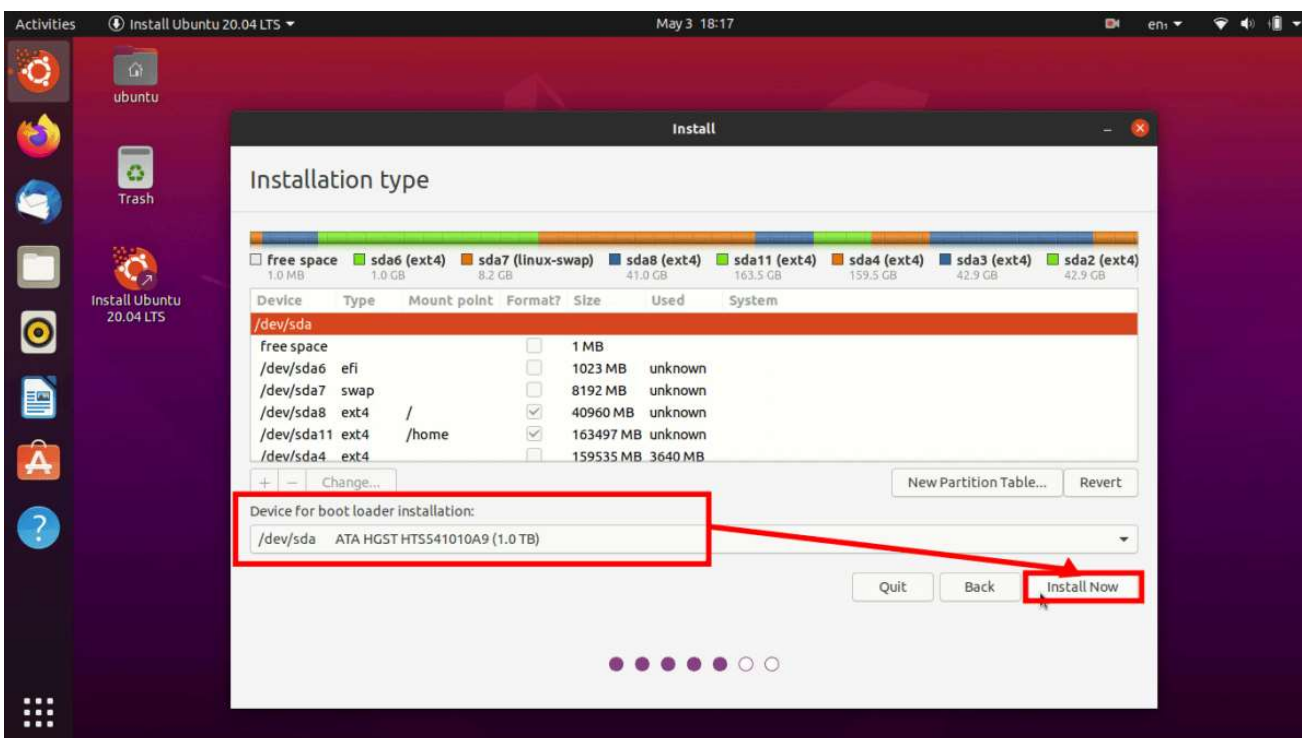 Activities Install Ubuntu 20.04 LTS May 3 18:17 en₁
ubuntu
Trash
Install Ubuntu
20.04 LTS
Install
Installation type
free space sda6 (ext4) sda7 (linux-swap) sda8 (ext4) sda11 (ext4) sda4 (ext4) sda3 (ext4) sda2 (ext4)
1.0 MB 1.0 GB 8.2 GB 41.0 GB 163.5 GB 159.5 GB 42.9 GB 42.9 GB
Device Type Mount point Format? Size Used System
/dev/sda
free space 1 MB
/dev/sda6 efi 1023 MB unknown
/dev/sda7 swap 8192 MB unknown
/dev/sda8 ext4 / 40960 MB unknown
/dev/sda11 ext4 /home 163497 MB unknown
/dev/sda4 ext4 159535 MB 3640 MB
+ − Change... New Partition Table... Revert
Device for boot loader installation:
/dev/sda ATA HGST HTS541010A9 (1.0 TB)
Quit Back Install Now